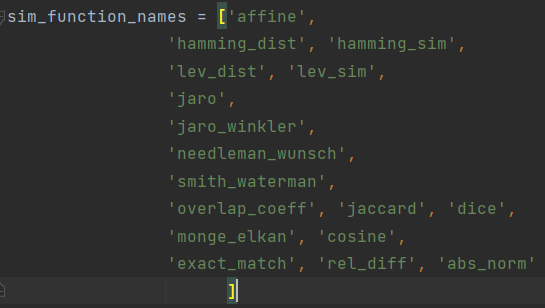 sim_function_names = ['affine',
'hamming_dist', 'hamming_sim',
'lev_dist', 'lev_sim',
'jaro',
'jaro_winkler',
'needleman_wunsch',
'smith_waterman',
'overlap_coeff', 'jaccard', 'dice',
'monge_elkan', 'cosine',
'exact_match', 'rel_diff', 'abs_norm'
]